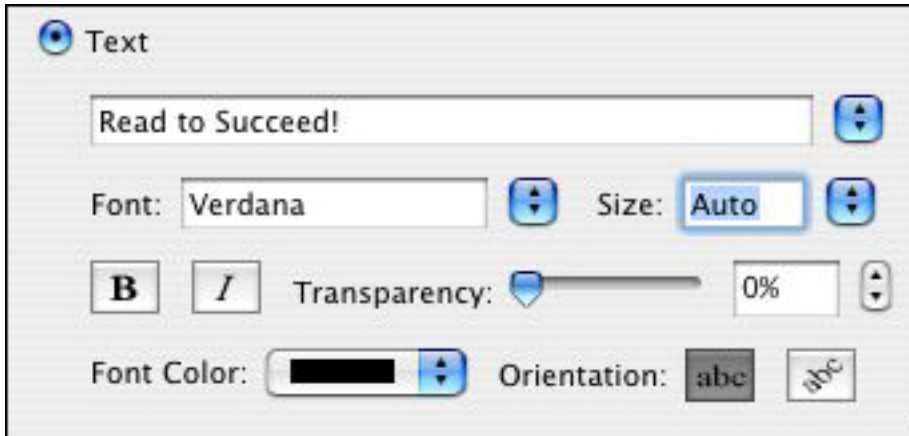 Text
Read to Succeed!
Font: Verdana Size: Auto
B I Transparency: 0%
Font Color: Orientation: abc abc